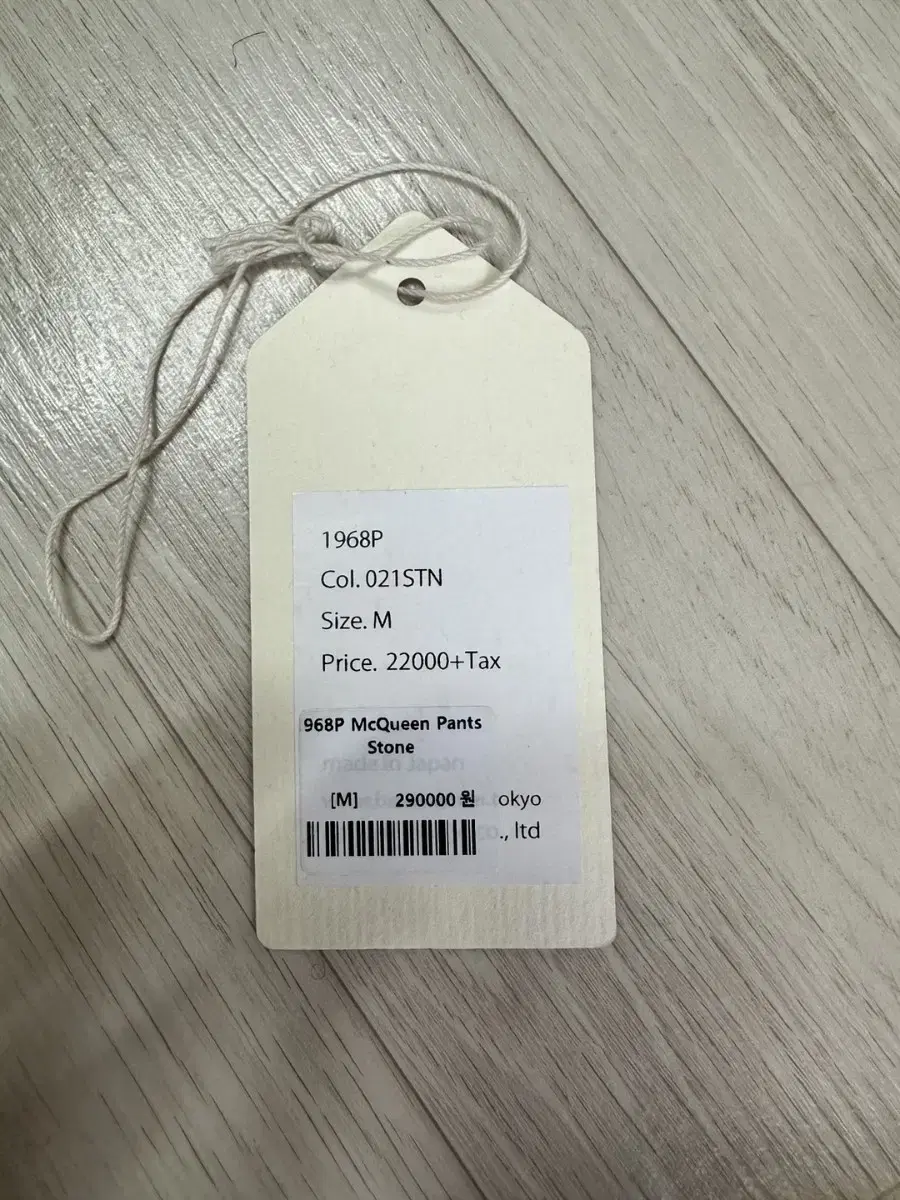 1968P
Col. 021STN
Size. M
Price. 22000+Tax
968P McQueen Pants
Stone
made in Japan
[M] 290000 원
okyo
., ltd